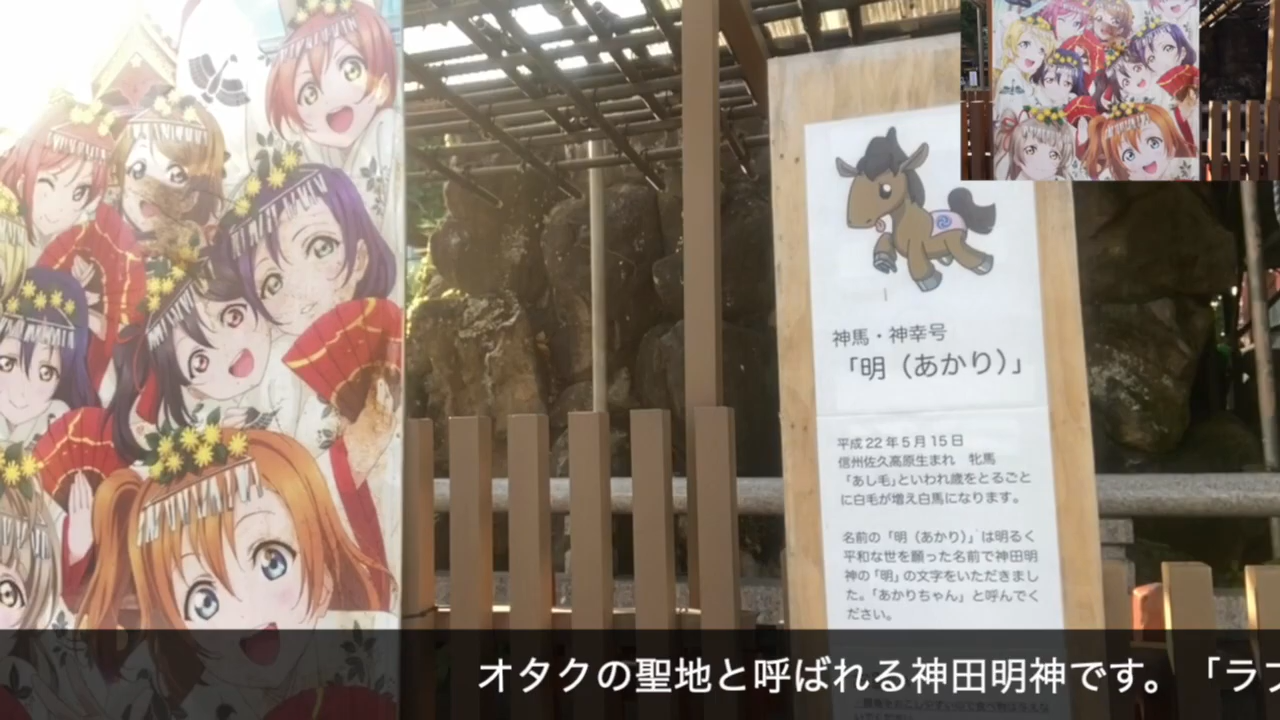 神馬・神幸号
「明（あかり）」
平成22年5月15日
信州佐久高原生まれ　牝馬
「あし毛」といわれ歳をとるごと
に白毛が増え白馬になります。
名前の「明（あかり）」は明るく
平和な世を願った名前で神田明
神の「明」の文字をいただきまし
た。「あかりちゃん」と呼んでく
ださい。
オタクの聖地と呼ばれる神田明神です。「ラブ